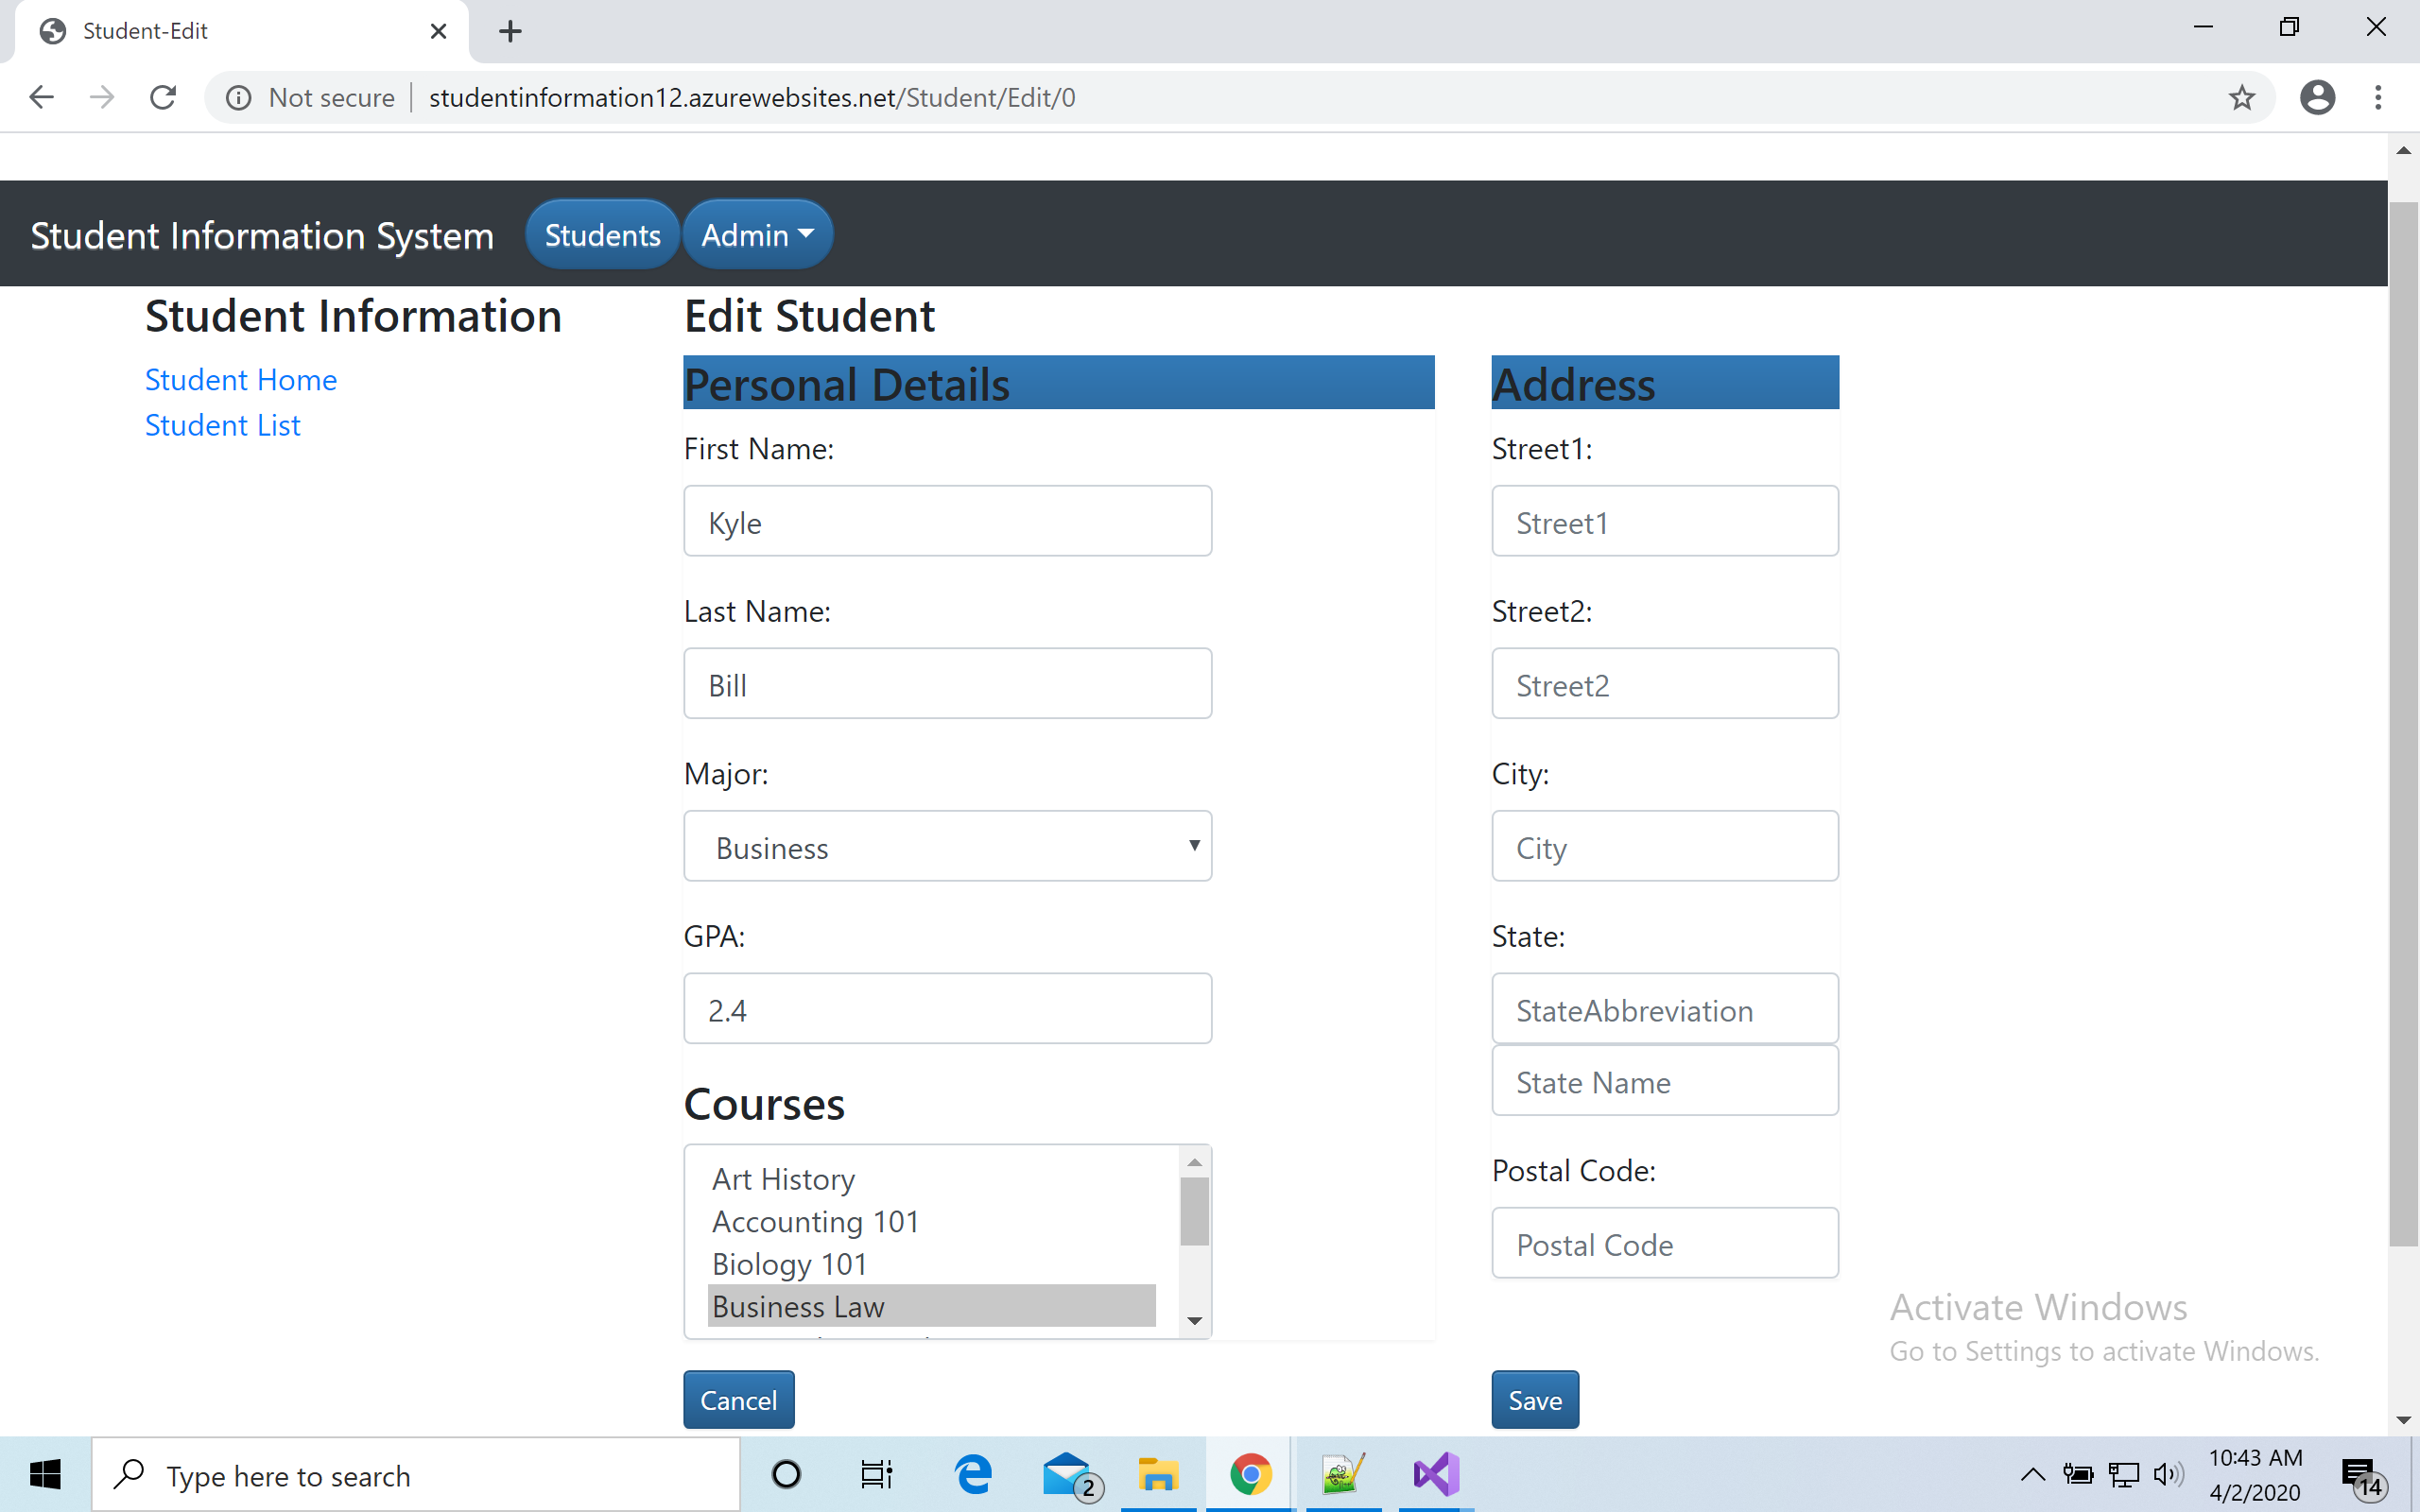 Student-Edit
Not secure
studentinformation12.azurewebsites.net/Student/Edit/0
Student Information System
Students
Admin
Student Information
Student Home
Student List
Edit Student
Personal Details
First Name:
Kyle
Last Name:
Bill
Major:
Business
GPA:
2.4
Courses
Art History
Accounting 101
Biology 101
Business Law
Cancel
Address
Street1:
Street1
Street2:
Street2
City:
City
State:
StateAbbreviation
State Name
Postal Code:
Postal Code
Save
Activate Windows
Go to Settings to activate Windows.
Type here to search
2
10:43 AM
4/2/2020
14